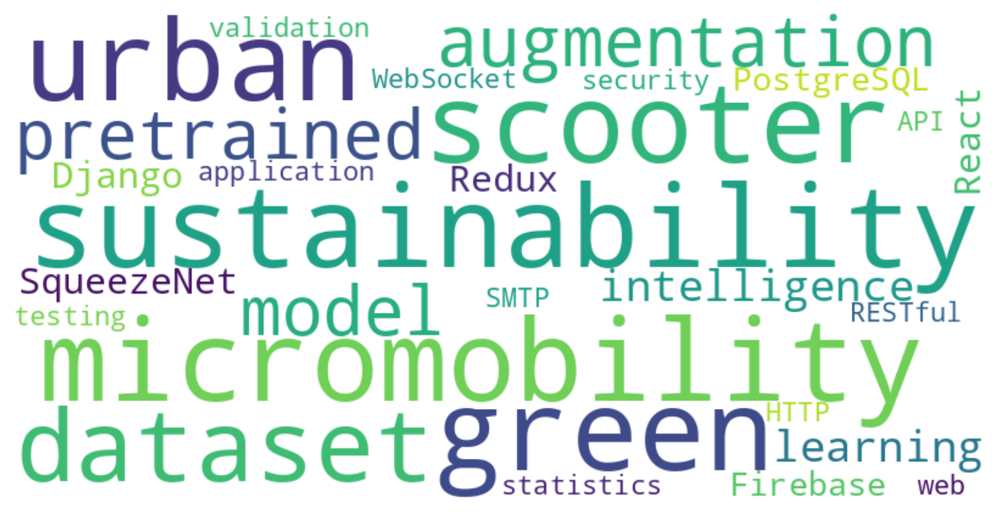 validation
urban
augmentation
WebSocket
security
PostgreSQL
scooter
pretrained
API
React
Django
application
Redux
sustainability
SqueezeNet
intelligence
model
SMTP
testing
RESTful
micromobility
dataset
green
HTTP
learning
statistics
Firebase
web